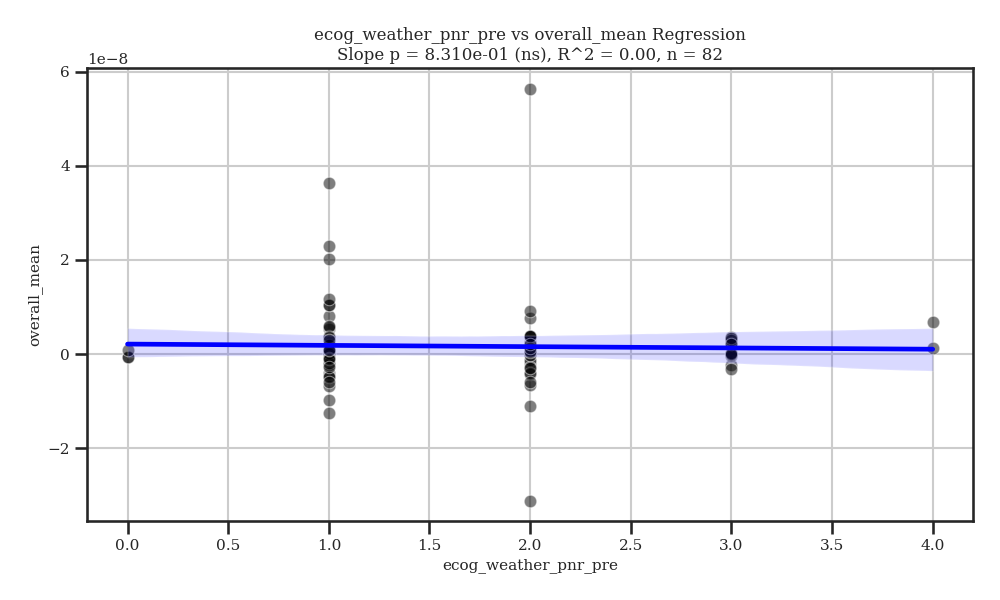 ecog_weather_pnr_pre vs overall_mean Regression
Slope p = 8.310e-01 (ns), R^2 = 0.00, n = 82
1e−8
6
4
2
0
−2
overall_mean
0.0 0.5 1.0 1.5 2.0 2.5 3.0 3.5 4.0
ecog_weather_pnr_pre